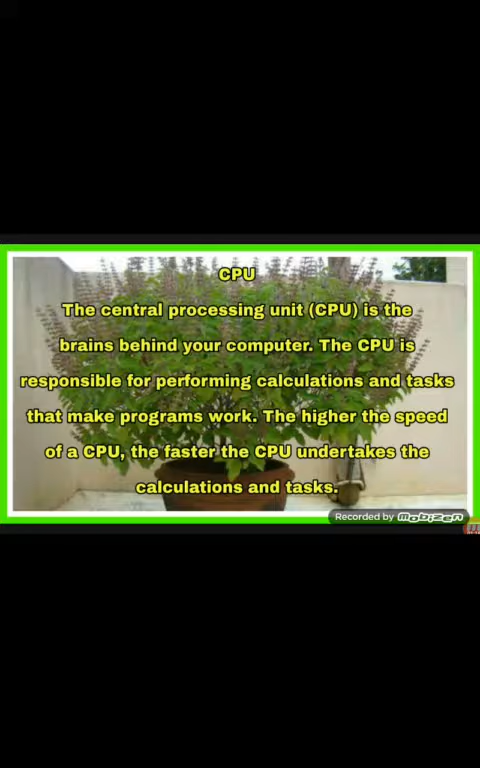 CPU
The central processing unit (CPU) is the
brains behind your computer. The CPU is
responsible for performing calculations and tasks
that make programs work. The higher the speed
of a CPU, the faster the CPU undertakes the
calculations and tasks.
Recorded by mobizen